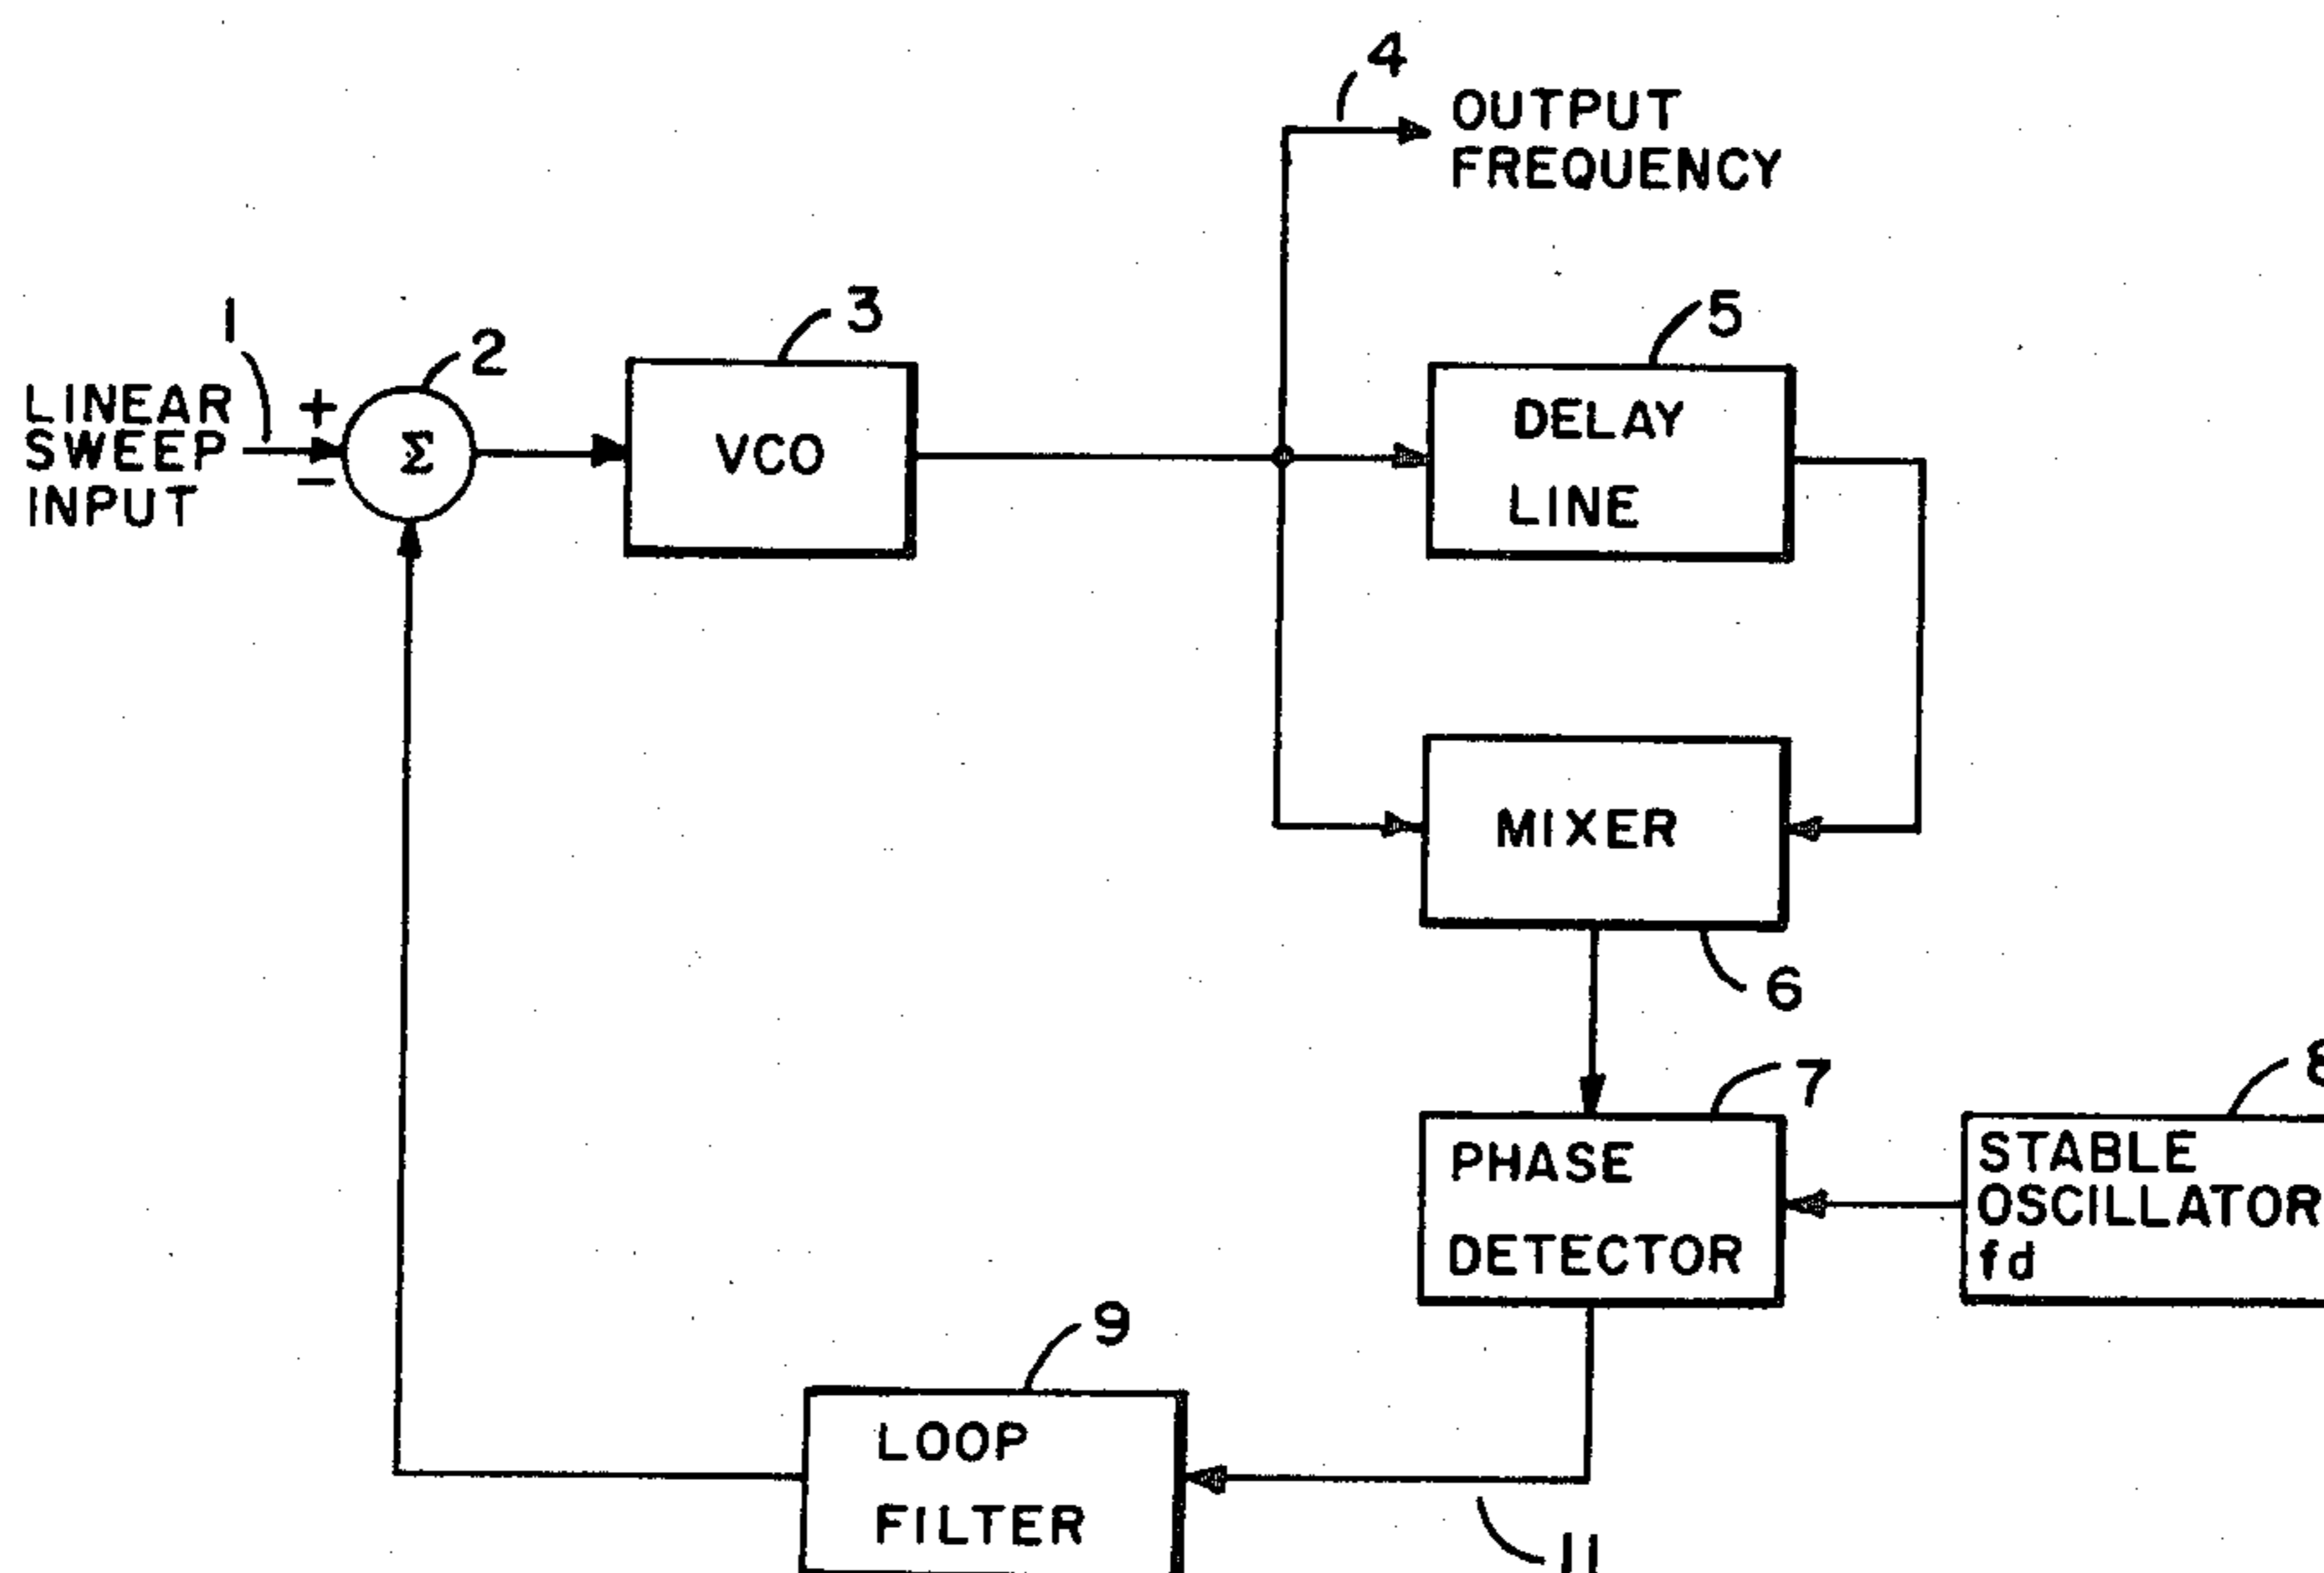 4
OUTPUT
FREQUENCY
1
2
3
5
LINEAR
SWEEP
INPUT
+
−
Σ
VCO
DELAY
LINE
MIXER
6
7
8
PHASE
DETECTOR
STABLE
OSCILLATOR
fd
9
LOOP
FILTER
11